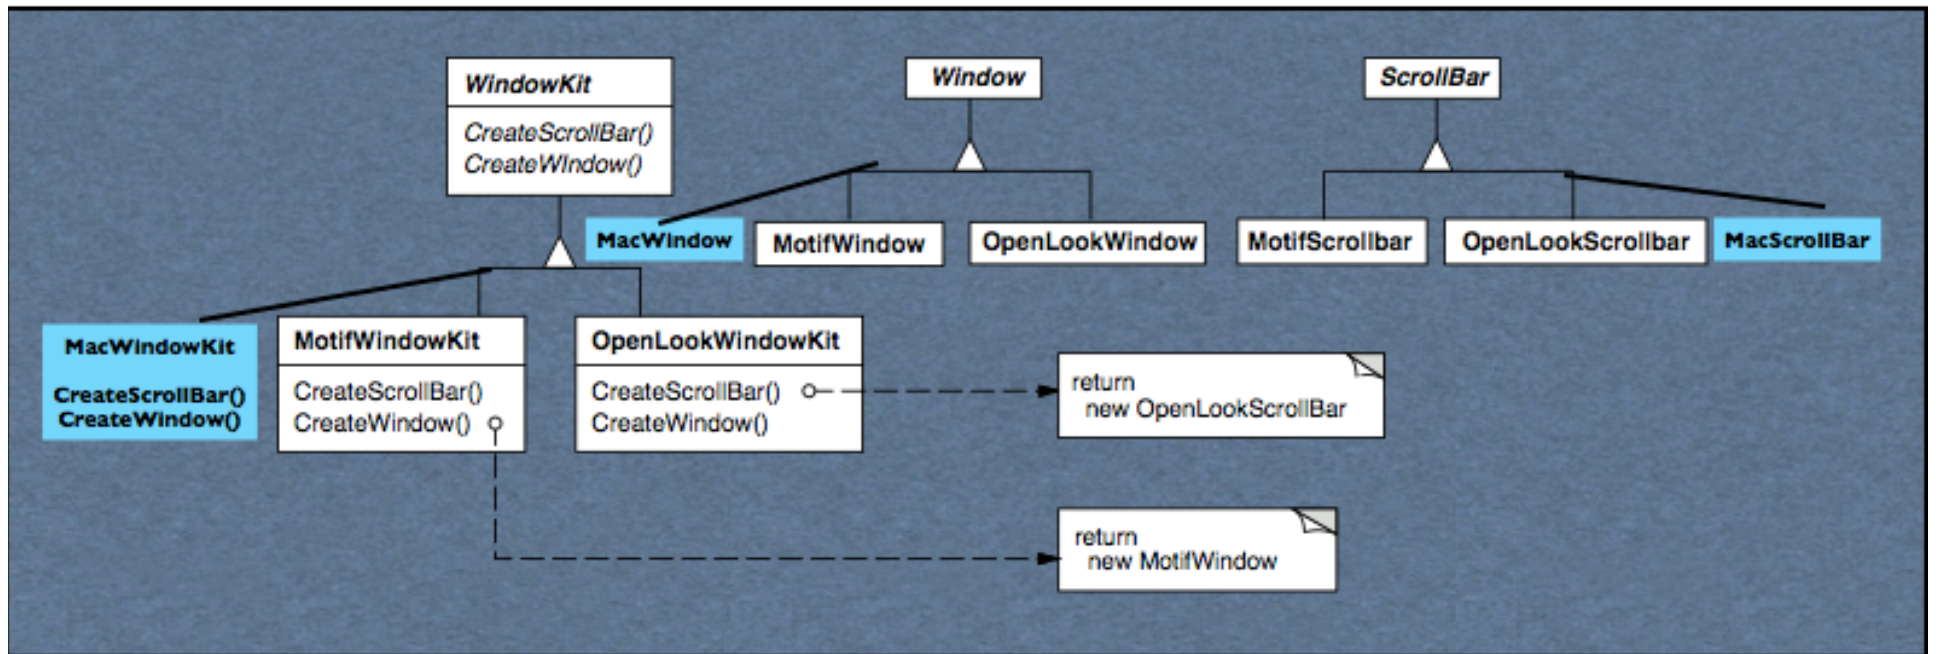 WindowKit
CreateScrollBar()
CreateWIndow()
Window
ScrollBar
MacWindow
MotifWindow
OpenLookWindow
MotifScrollbar
OpenLookScrollbar
MacScrollBar
MacWindowKit
CreateScrollBar()
CreateWindow()
MotifWindowKit
CreateScrollBar()
CreateWindow()
OpenLookWindowKit
CreateScrollBar()
CreateWindow()
return
new OpenLookScrollBar
return
new MotifWindow